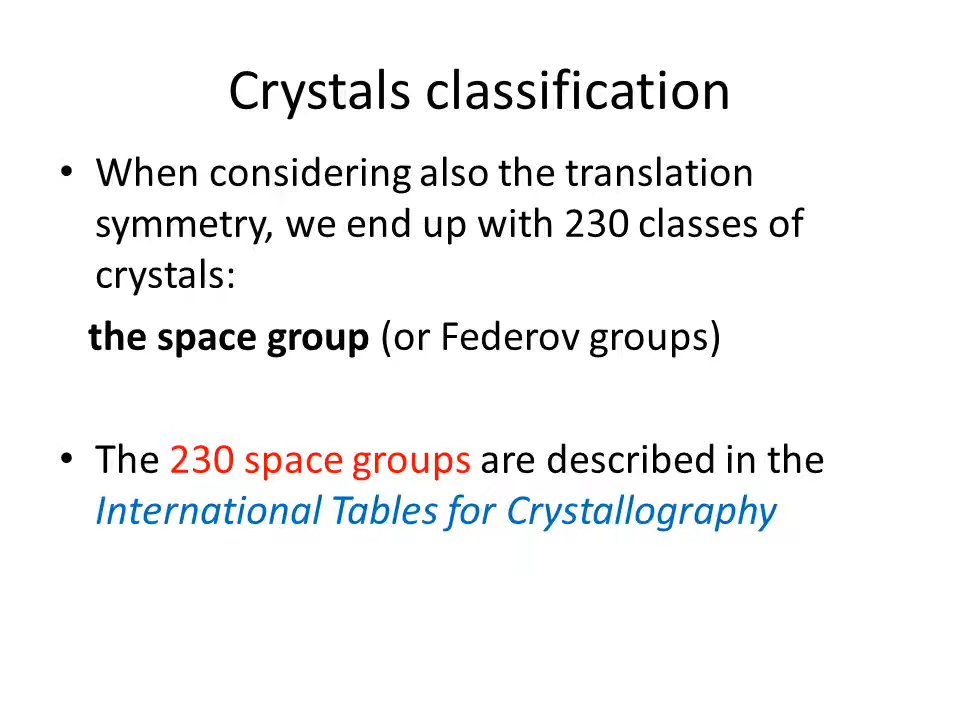 Crystals classification
• When considering also the translation
symmetry, we end up with 230 classes of
crystals:
the space group (or Federov groups)
• The 230 space groups are described in the
International Tables for Crystallography